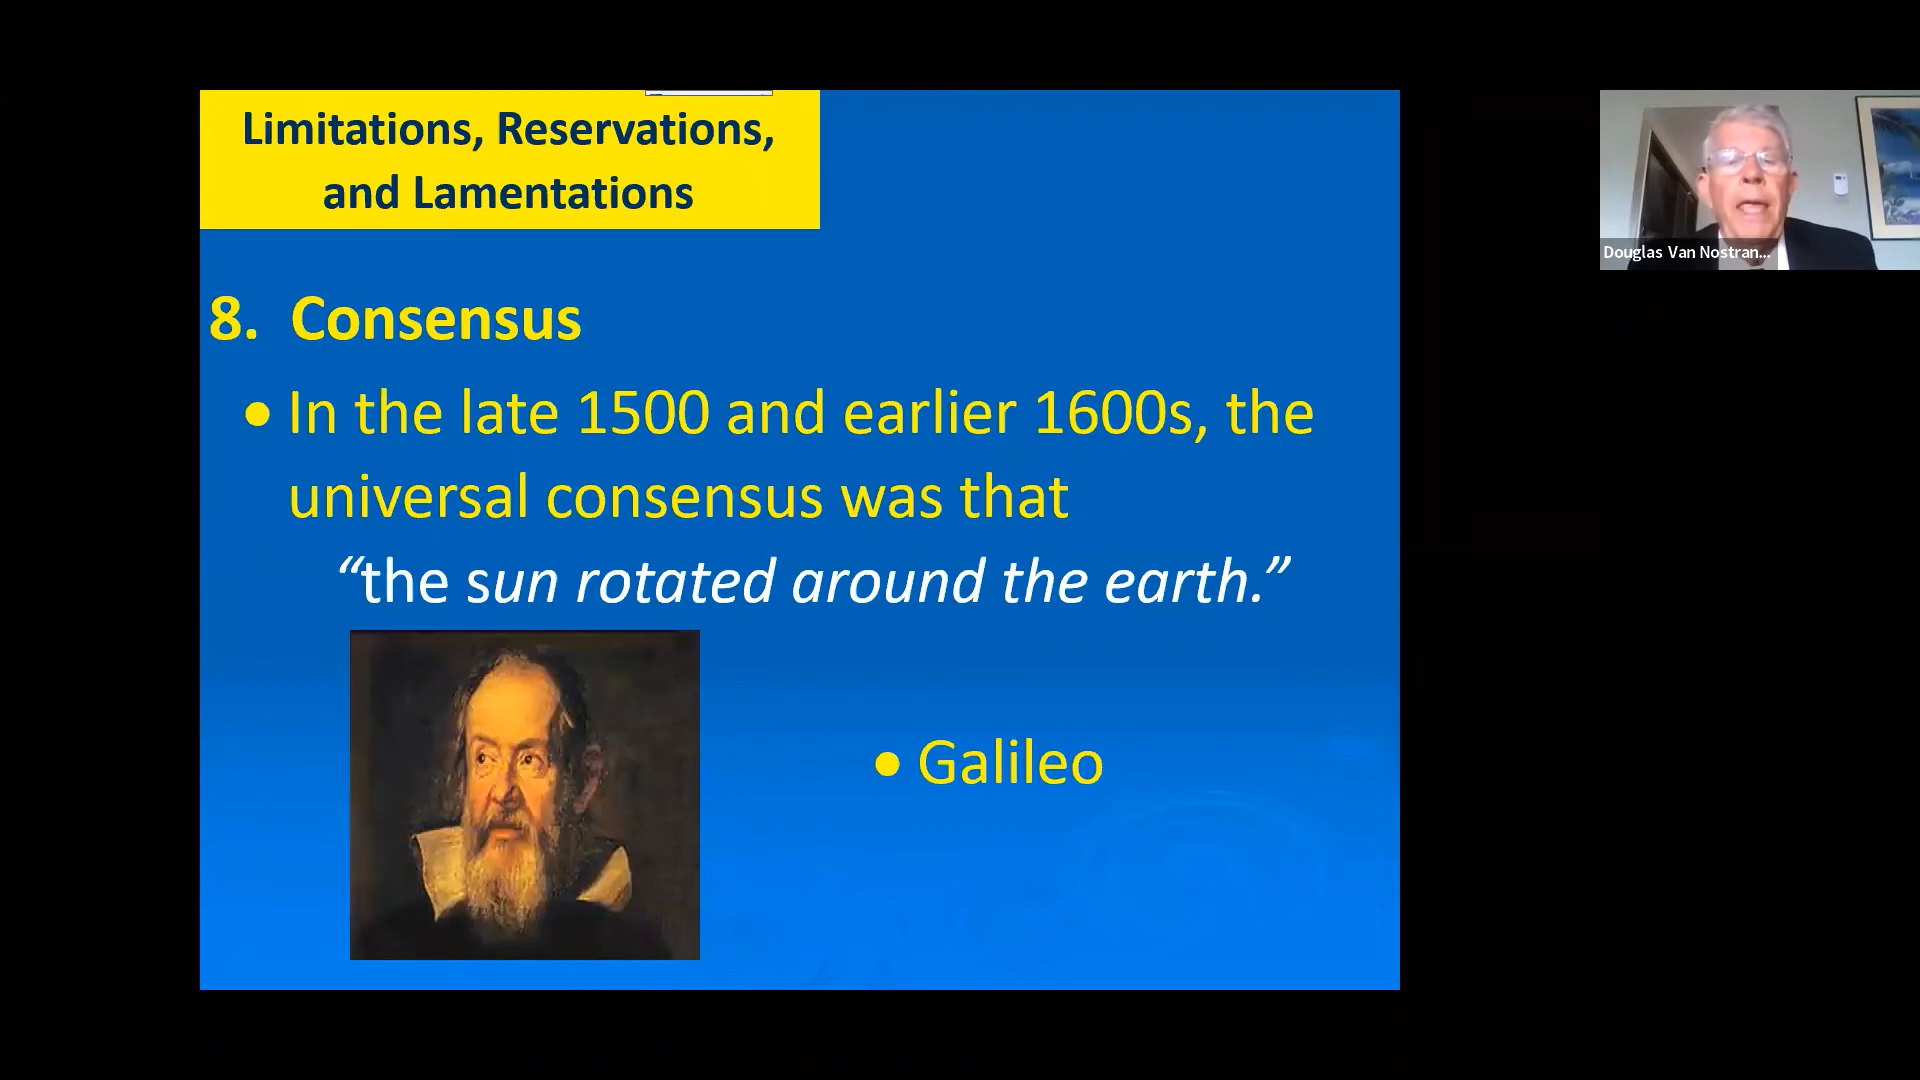 Limitations, Reservations,
and Lamentations
8. Consensus
• In the late 1500 and earlier 1600s, the
universal consensus was that
“the sun rotated around the earth.”
• Galileo
Douglas Van Nostran...